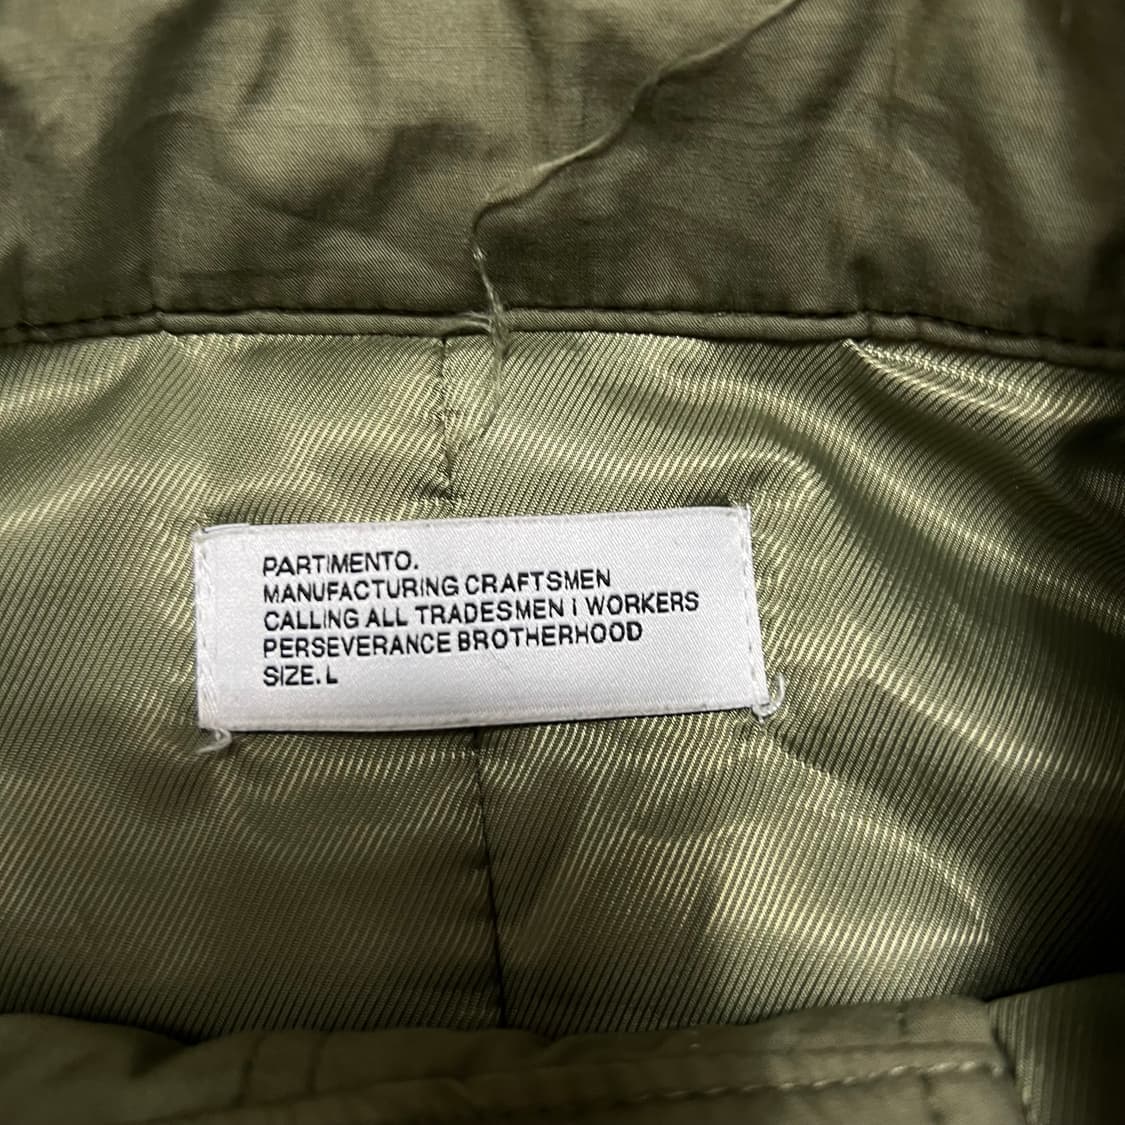 PARTIMENTO.
MANUFACTURING CRAFTSMEN
CALLING ALL TRADESMEN I WORKERS
PERSEVERANCE BROTHERHOOD
SIZE. L